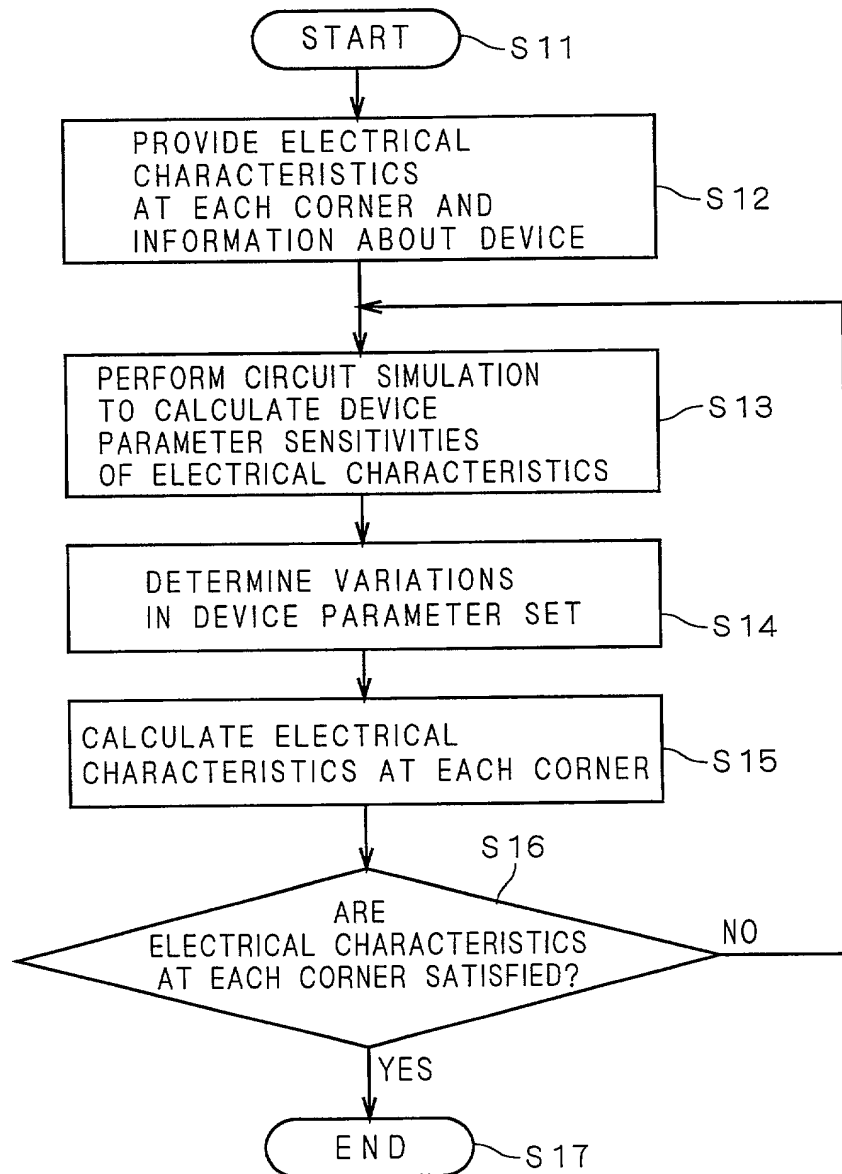 START
S11
PROVIDE ELECTRICAL
CHARACTERISTICS
AT EACH CORNER AND
INFORMATION ABOUT DEVICE
S12
PERFORM CIRCUIT SIMULATION
TO CALCULATE DEVICE
PARAMETER SENSITIVITIES
OF ELECTRICAL CHARACTERISTICS
S13
DETERMINE VARIATIONS
IN DEVICE PARAMETER SET
S14
CALCULATE ELECTRICAL
CHARACTERISTICS AT EACH CORNER
S15
S16
ARE
ELECTRICAL CHARACTERISTICS
AT EACH CORNER SATISFIED?
NO
YES
END
S17